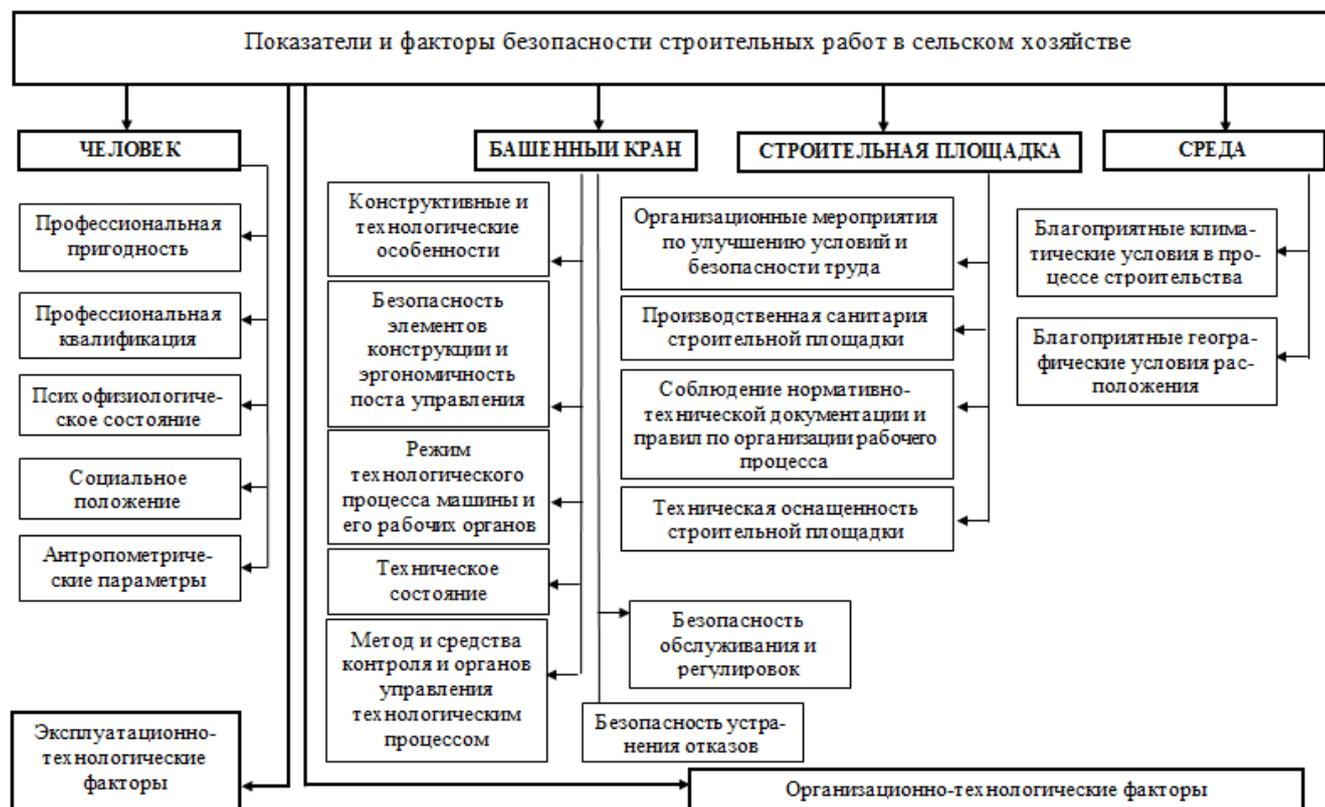 Показатели и факторы безопасности строительных работ в сельском хозяйстве
ЧЕЛОВЕК
Профессиональная
пригодность
Профессиональная
квалификация
Психофизиологиче-
ское состояние
Социальное
положение
Антропометриче-
ские параметры
БАШЕННЫЙ КРАН
Конструктивные и
технологические
особенности
Безопасность
элементов
конструкции и
эргономичность
поста управления
Режим
технологического
процесса машины и
его рабочих органов
Техническое
состояние
Метод и средства
контроля и органов
управления
технологическим
процессом
Безопасность
обслуживания и
регулировок
Безопасность устра-
нения отказов
СТРОИТЕЛЬНАЯ ПЛОЩАДКА
Организационные мероприятия
по улучшению условий и
безопасности труда
Производственная санитария
строительной площадки
Соблюдение нормативно-
технической документации и
правил по организации рабочего
процесса
Техническая оснащенность
строительной площадки
СРЕДА
Благоприятные клима-
тические условия в про-
цессе строительства
Благоприятные геогра-
фические условия рас-
положения
Эксплуатационно-
технологические
факторы
Организационно-технологические факторы